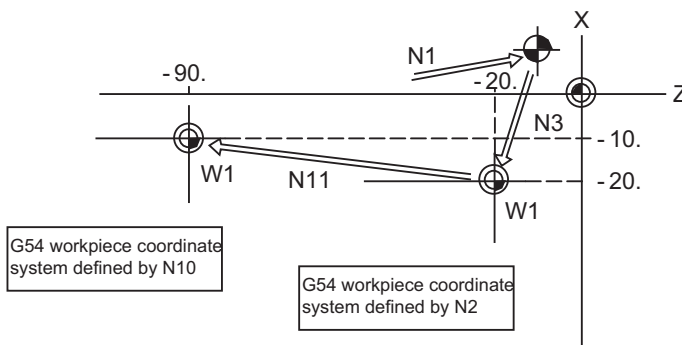 X
N1
- 90.
- 20.
Z
N3
- 10.
W1
N11
- 20.
W1
G54 workpiece coordinate
system defined by N10
G54 workpiece coordinate
system defined by N2